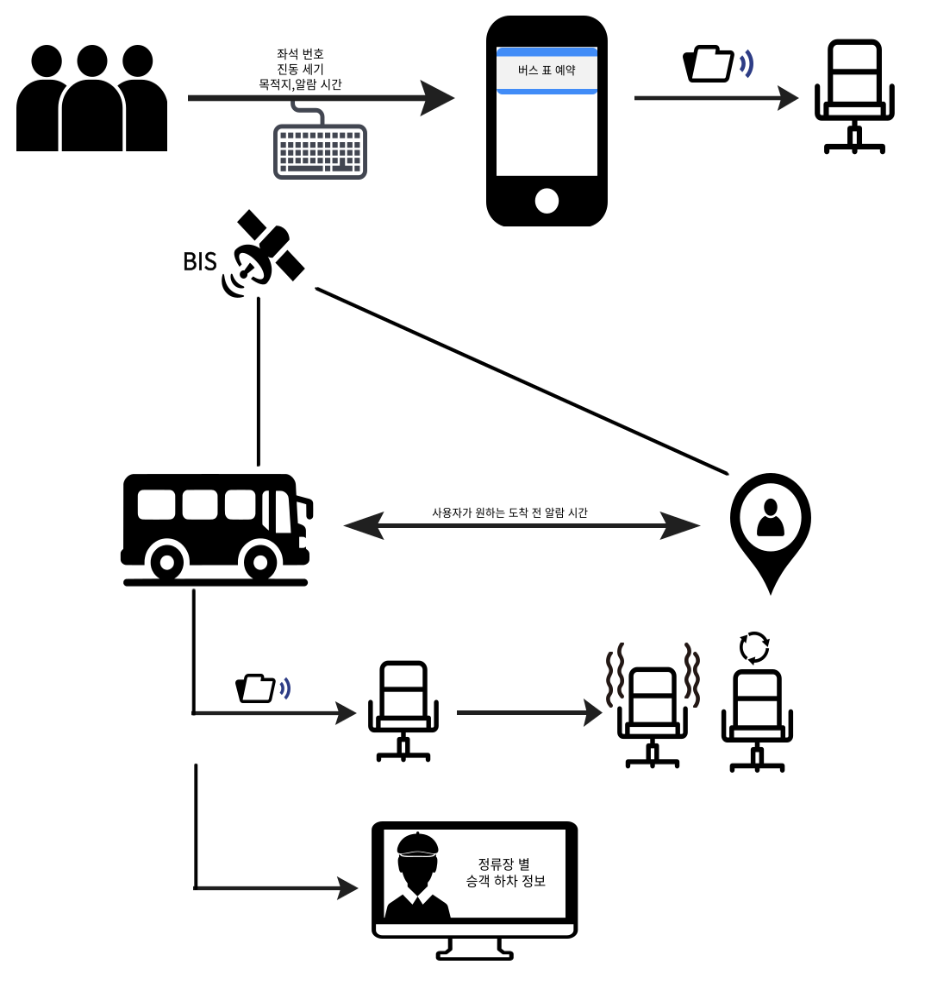 좌석 번호
진동 세기
목적지,알람 시간
버스 표 예약
BIS
사용자가 원하는 도착 전 알람 시간
정류장 별
승객 하차 정보